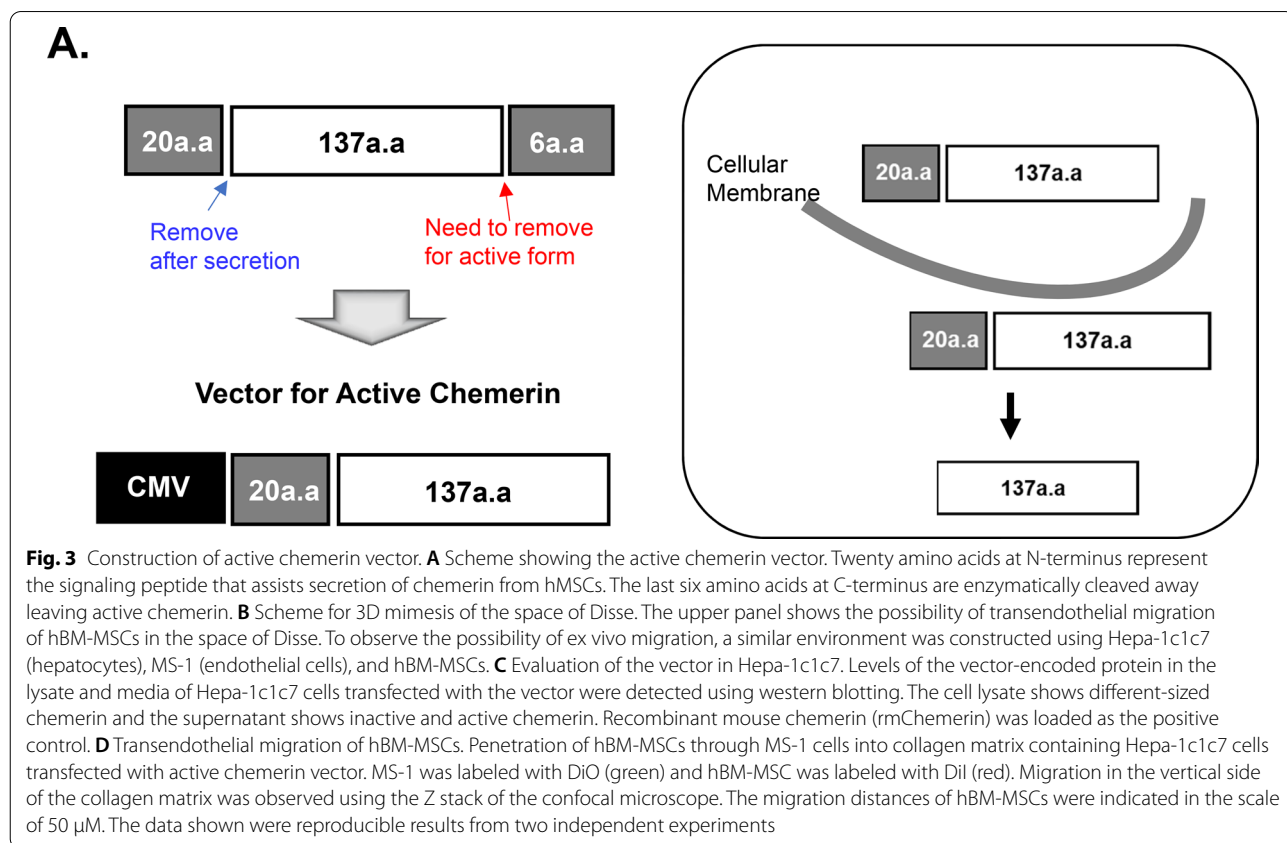 A.
20a.a 137a.a 6a.a
Remove
after secretion
Need to remove
for active form
Vector for Active Chemerin
CMV 20a.a 137a.a
Cellular
Membrane
20a.a 137a.a
20a.a 137a.a
137a.a
Fig. 3 Construction of active chemerin vector. A Scheme showing the active chemerin vector. Twenty amino acids at N-terminus represent
the signaling peptide that assists secretion of chemerin from hMSCs. The last six amino acids at C-terminus are enzymatically cleaved away
leaving active chemerin. B Scheme for 3D mimesis of the space of Disse. The upper panel shows the possibility of transendothelial migration
of hBM-MSCs in the space of Disse. To observe the possibility of ex vivo migration, a similar environment was constructed using Hepa-1c1c7
(hepatocytes), MS-1 (endothelial cells), and hBM-MSCs. C Evaluation of the vector in Hepa-1c1c7. Levels of the vector-encoded protein in the
lysate and media of Hepa-1c1c7 cells transfected with the vector were detected using western blotting. The cell lysate shows different-sized
chemerin and the supernatant shows inactive and active chemerin. Recombinant mouse chemerin (rmChemerin) was loaded as the positive
control. D Transendothelial migration of hBM-MSCs. Penetration of hBM-MSCs through MS-1 cells into collagen matrix containing Hepa-1c1c7 cells
transfected with active chemerin vector. MS-1 was labeled with DiO (green) and hBM-MSC was labeled with DiI (red). Migration in the vertical side
of the collagen matrix was observed using the Z stack of the confocal microscope. The migration distances of hBM-MSCs were indicated in the scale
of 50 μM. The data shown were reproducible results from two independent experiments